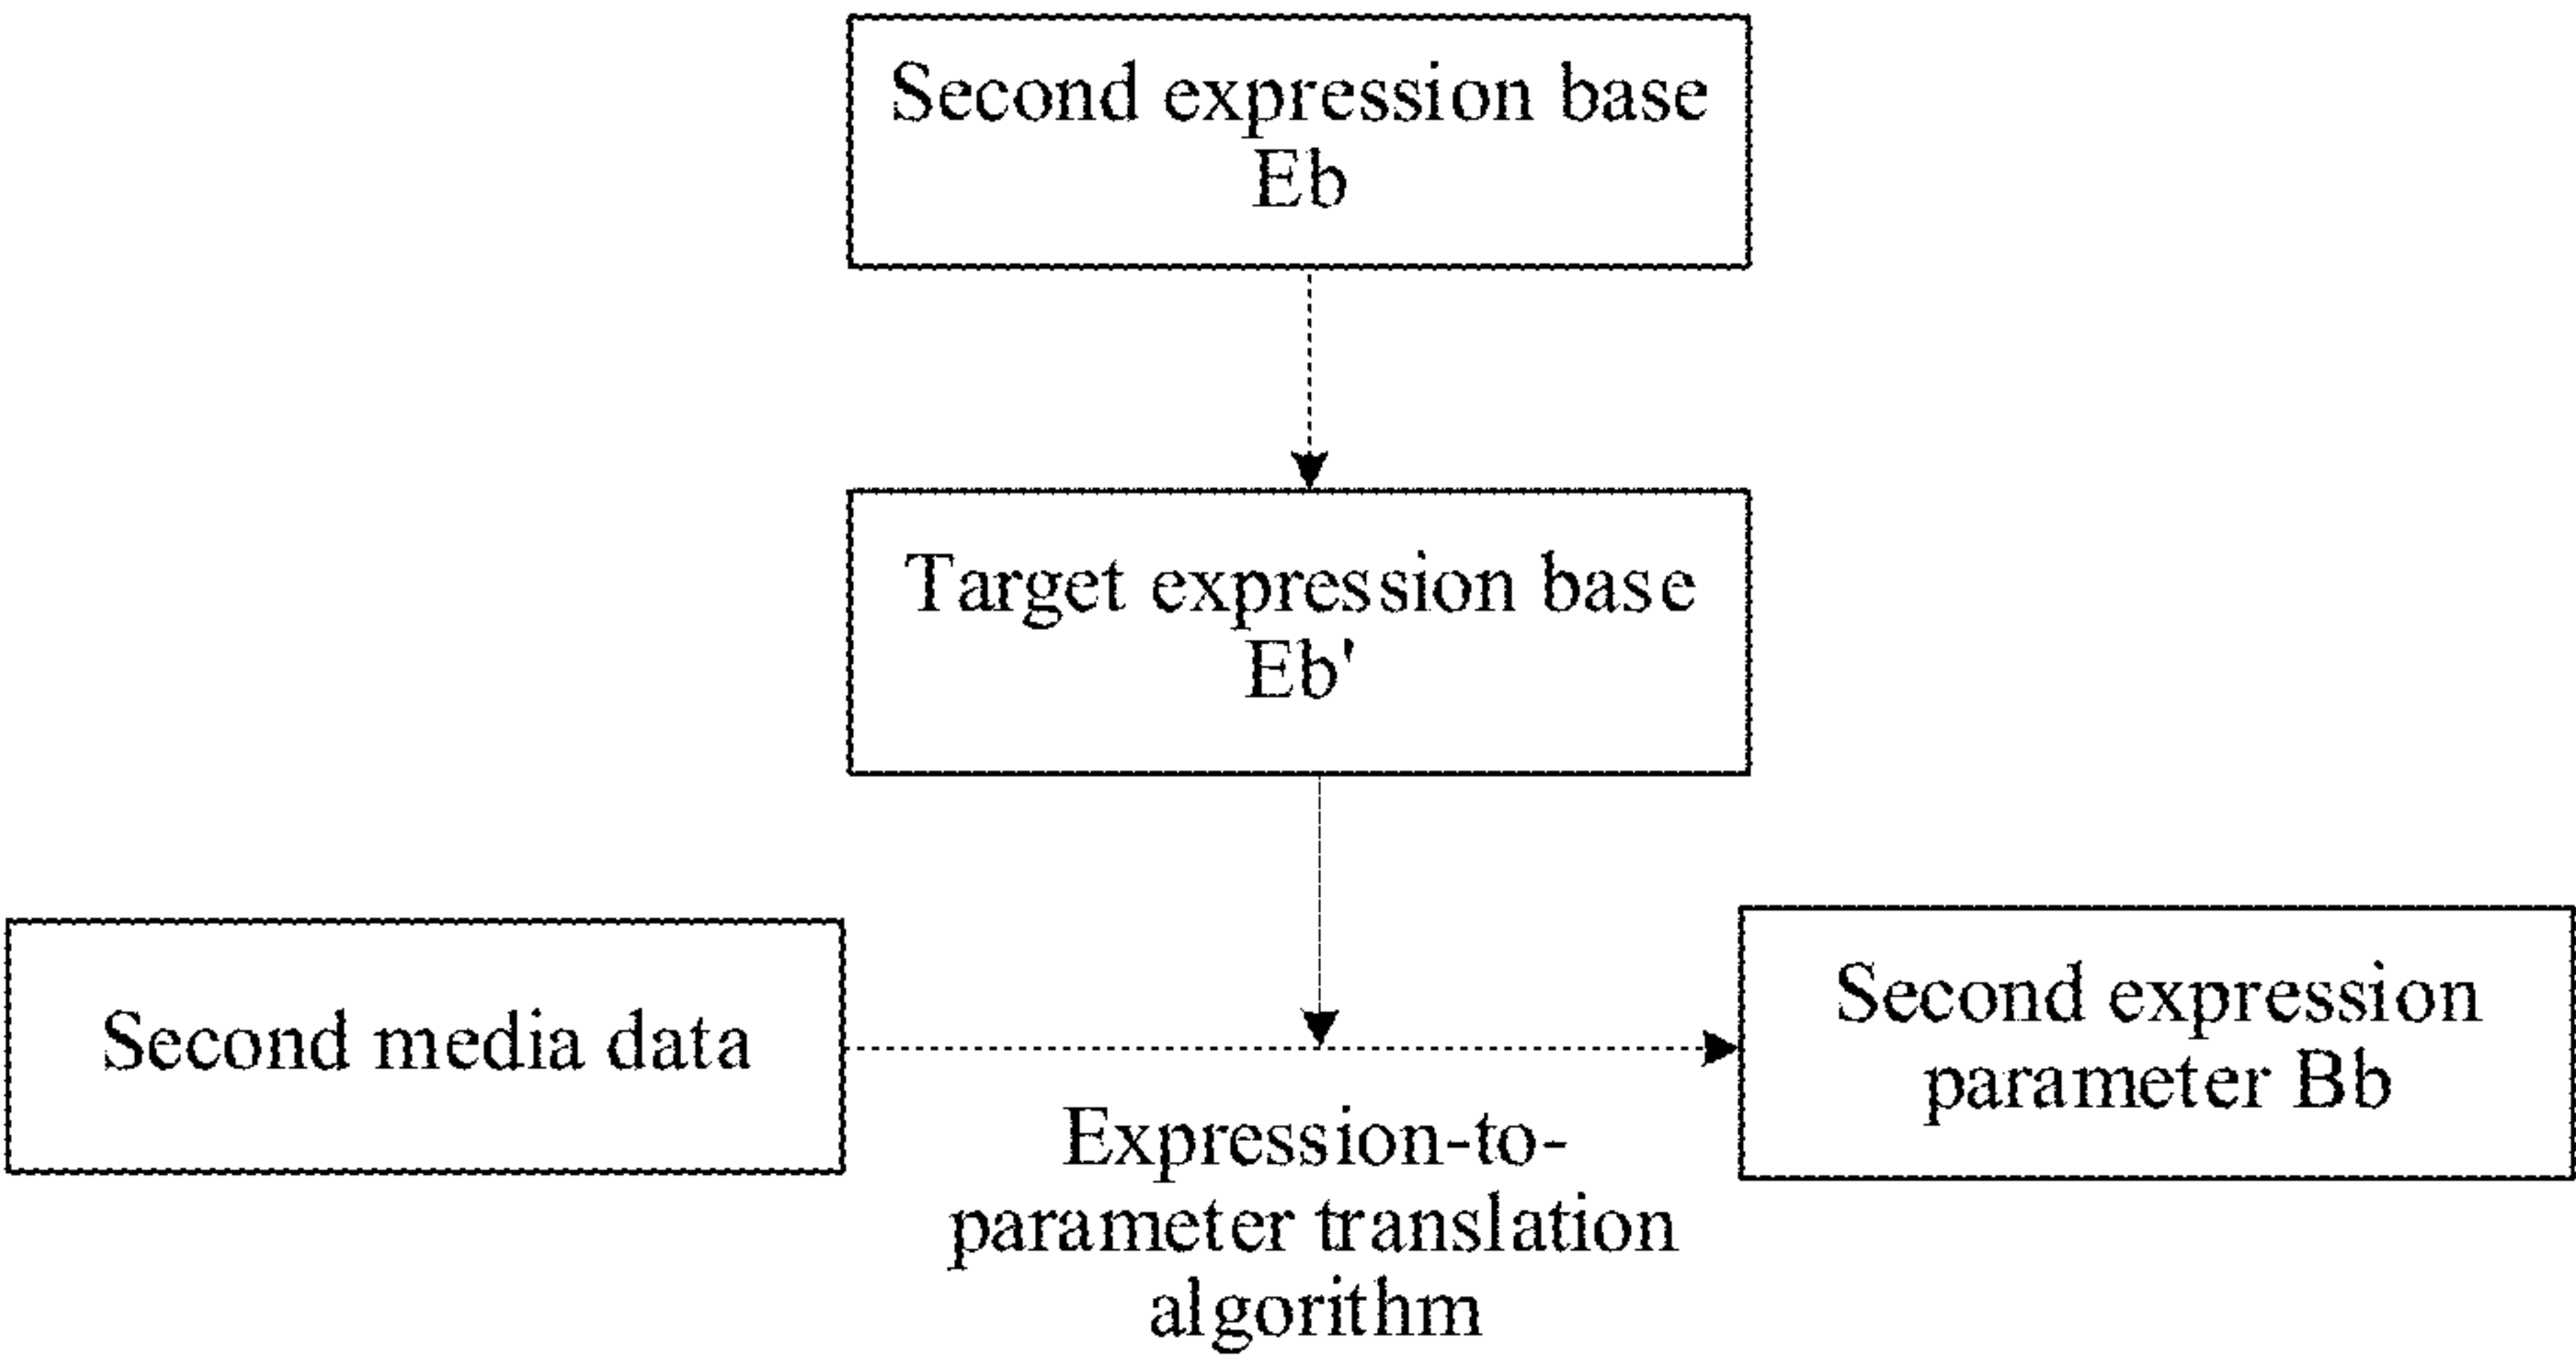 Second expression base
Eb
Target expression base
Eb'
Second media data
Second expression
parameter Bb
Expression-to-
parameter translation
algorithm